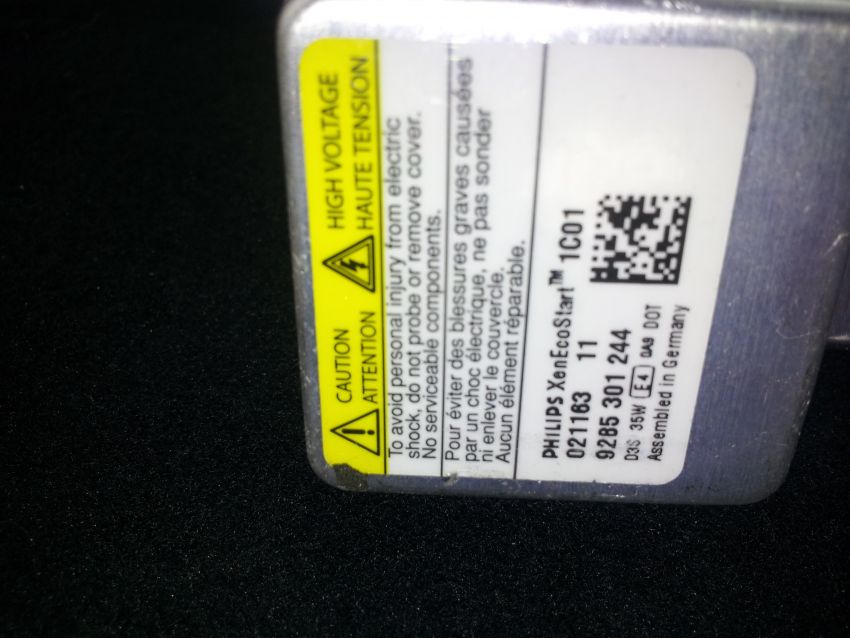 CAUTION HIGH VOLTAGE
ATTENTION HAUTE TENSION
To avoid personal injury from electric
shock, do not probe or remove cover.
No serviceable components.
Pour éviter des blessures graves causées
par un choc électrique, ne pas sonder
ni enlever le couvercle.
Aucun élément réparable.
PHILIPS XenEcoStart™ 1C01
021163 11
9285 301 244
D3S 35W E4 DA9 DOT
Assembled in Germany